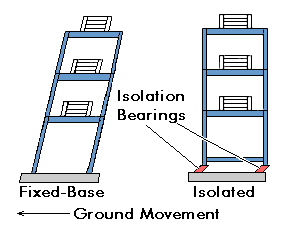 Isolation
Bearings
Fixed-Base
Isolated
Ground Movement